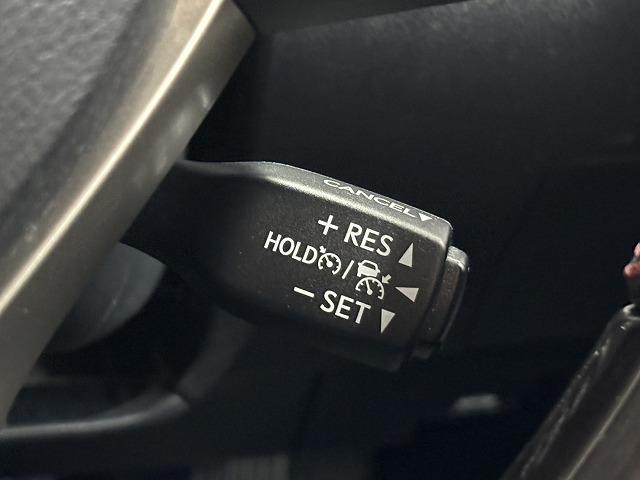 CANCEL▼
+ RES ▲
HOLD / ◀
− SET ▼